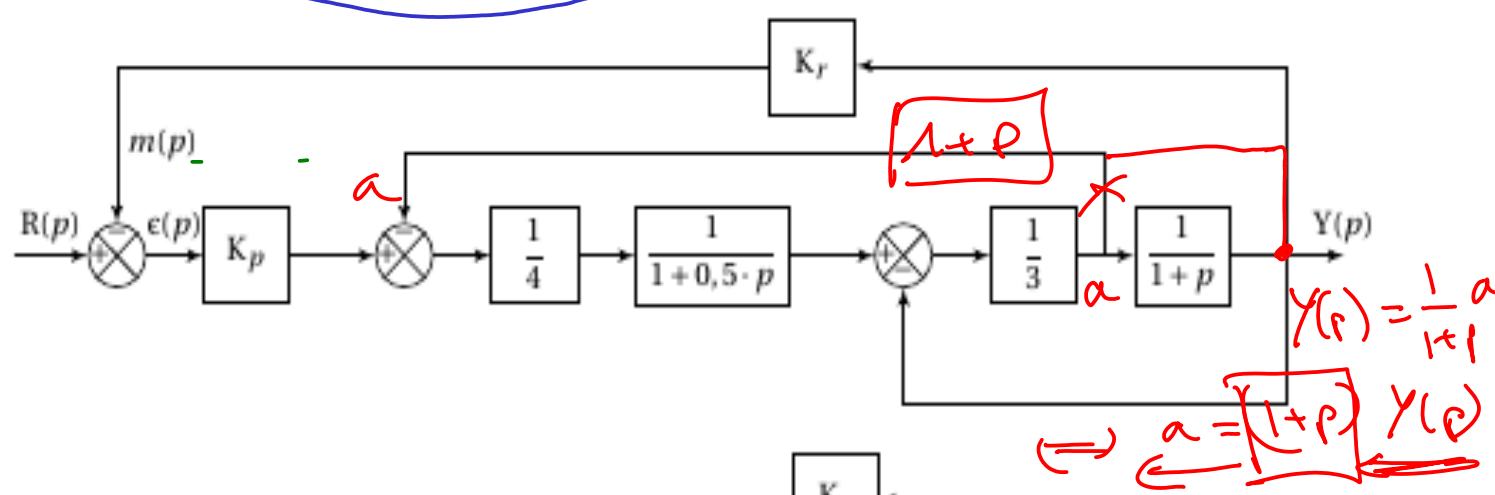 K_r
m(p)
1+P
a
R(p)
ϵ(p)
K_p
1/4
1/(1+0,5·p)
1/3
1/(1+p)
Y(p)
+
−
+
−
+
−
a
Y(p) = 1/(1+p) a
⟺ a = (1+p) Y(p)
K